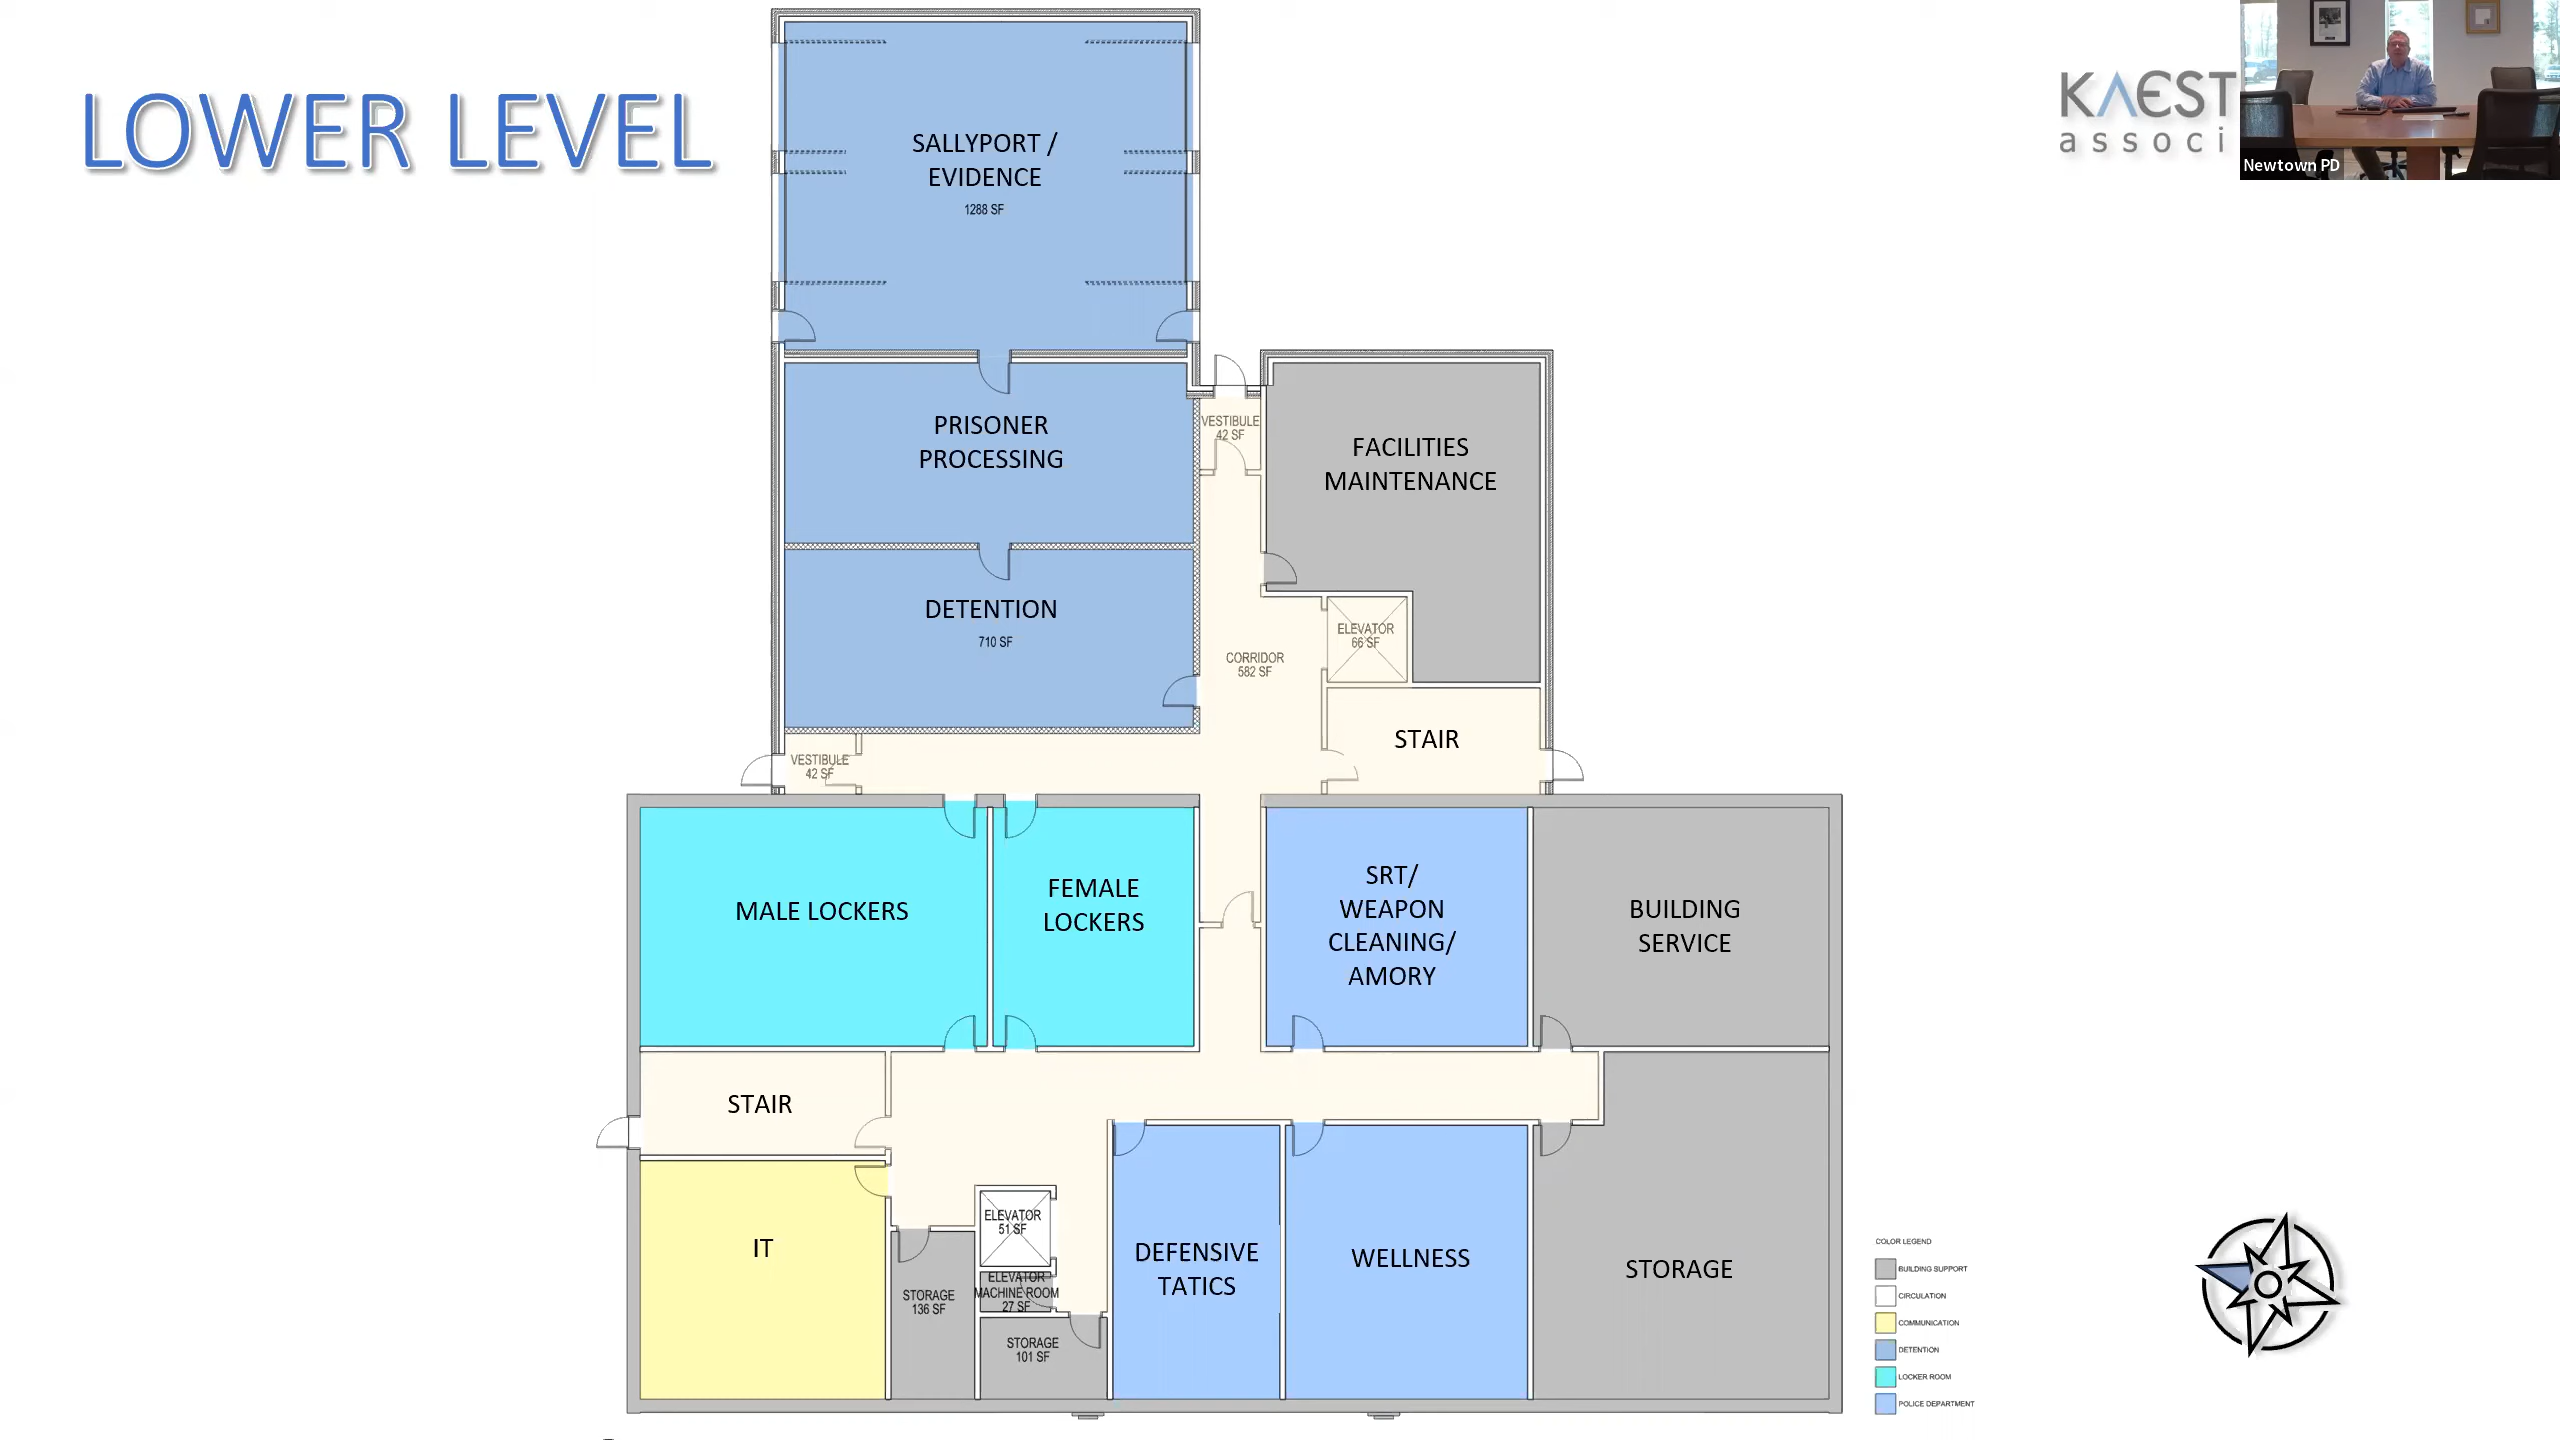 LOWER LEVEL
KAEST
associ
Newtown PD
SALLYPORT /
EVIDENCE
1288 SF
PRISONER
PROCESSING
VESTIBULE
42 SF
FACILITIES
MAINTENANCE
DETENTION
710 SF
ELEVATOR
66 SF
CORRIDOR
582 SF
STAIR
VESTIBULE
42 SF
MALE LOCKERS
FEMALE
LOCKERS
SRT/
WEAPON
CLEANING/
AMORY
BUILDING
SERVICE
STAIR
IT
ELEVATOR
51 SF
ELEVATOR
MACHINE ROOM
27 SF
STORAGE
136 SF
STORAGE
101 SF
DEFENSIVE
TATICS
WELLNESS
STORAGE
COLOR LEGEND
BUILDING SUPPORT
CIRCULATION
COMMUNICATION
DETENTION
LOCKER ROOM
POLICE DEPARTMENT